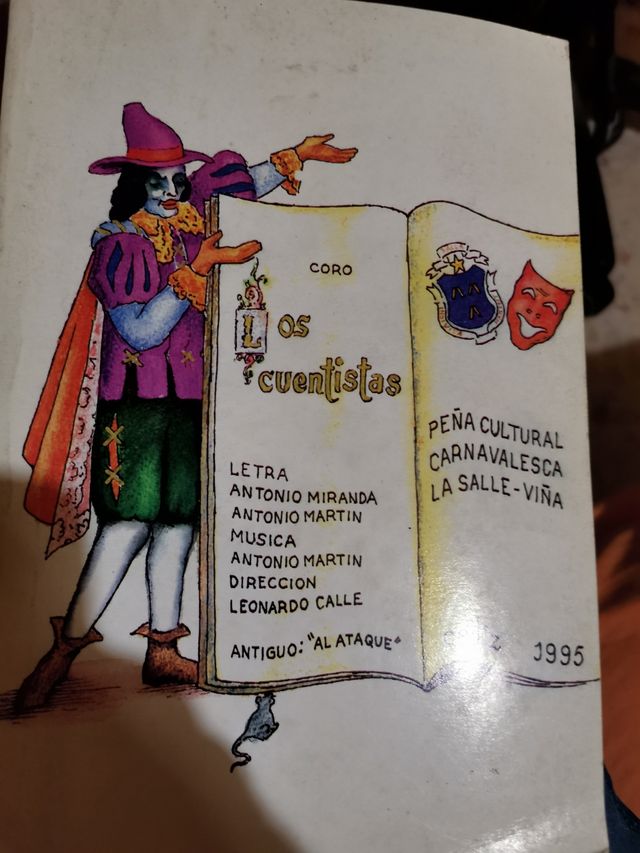 CORO
Los
cuentistas
LETRA
ANTONIO MIRANDA
ANTONIO MARTIN
MUSICA
ANTONIO MARTIN
DIRECCION
LEONARDO CALLE
ANTIGUO: "AL ATAQUE"
PEÑA CULTURAL
CARNAVALESCA
LA SALLE-VIÑA
1995